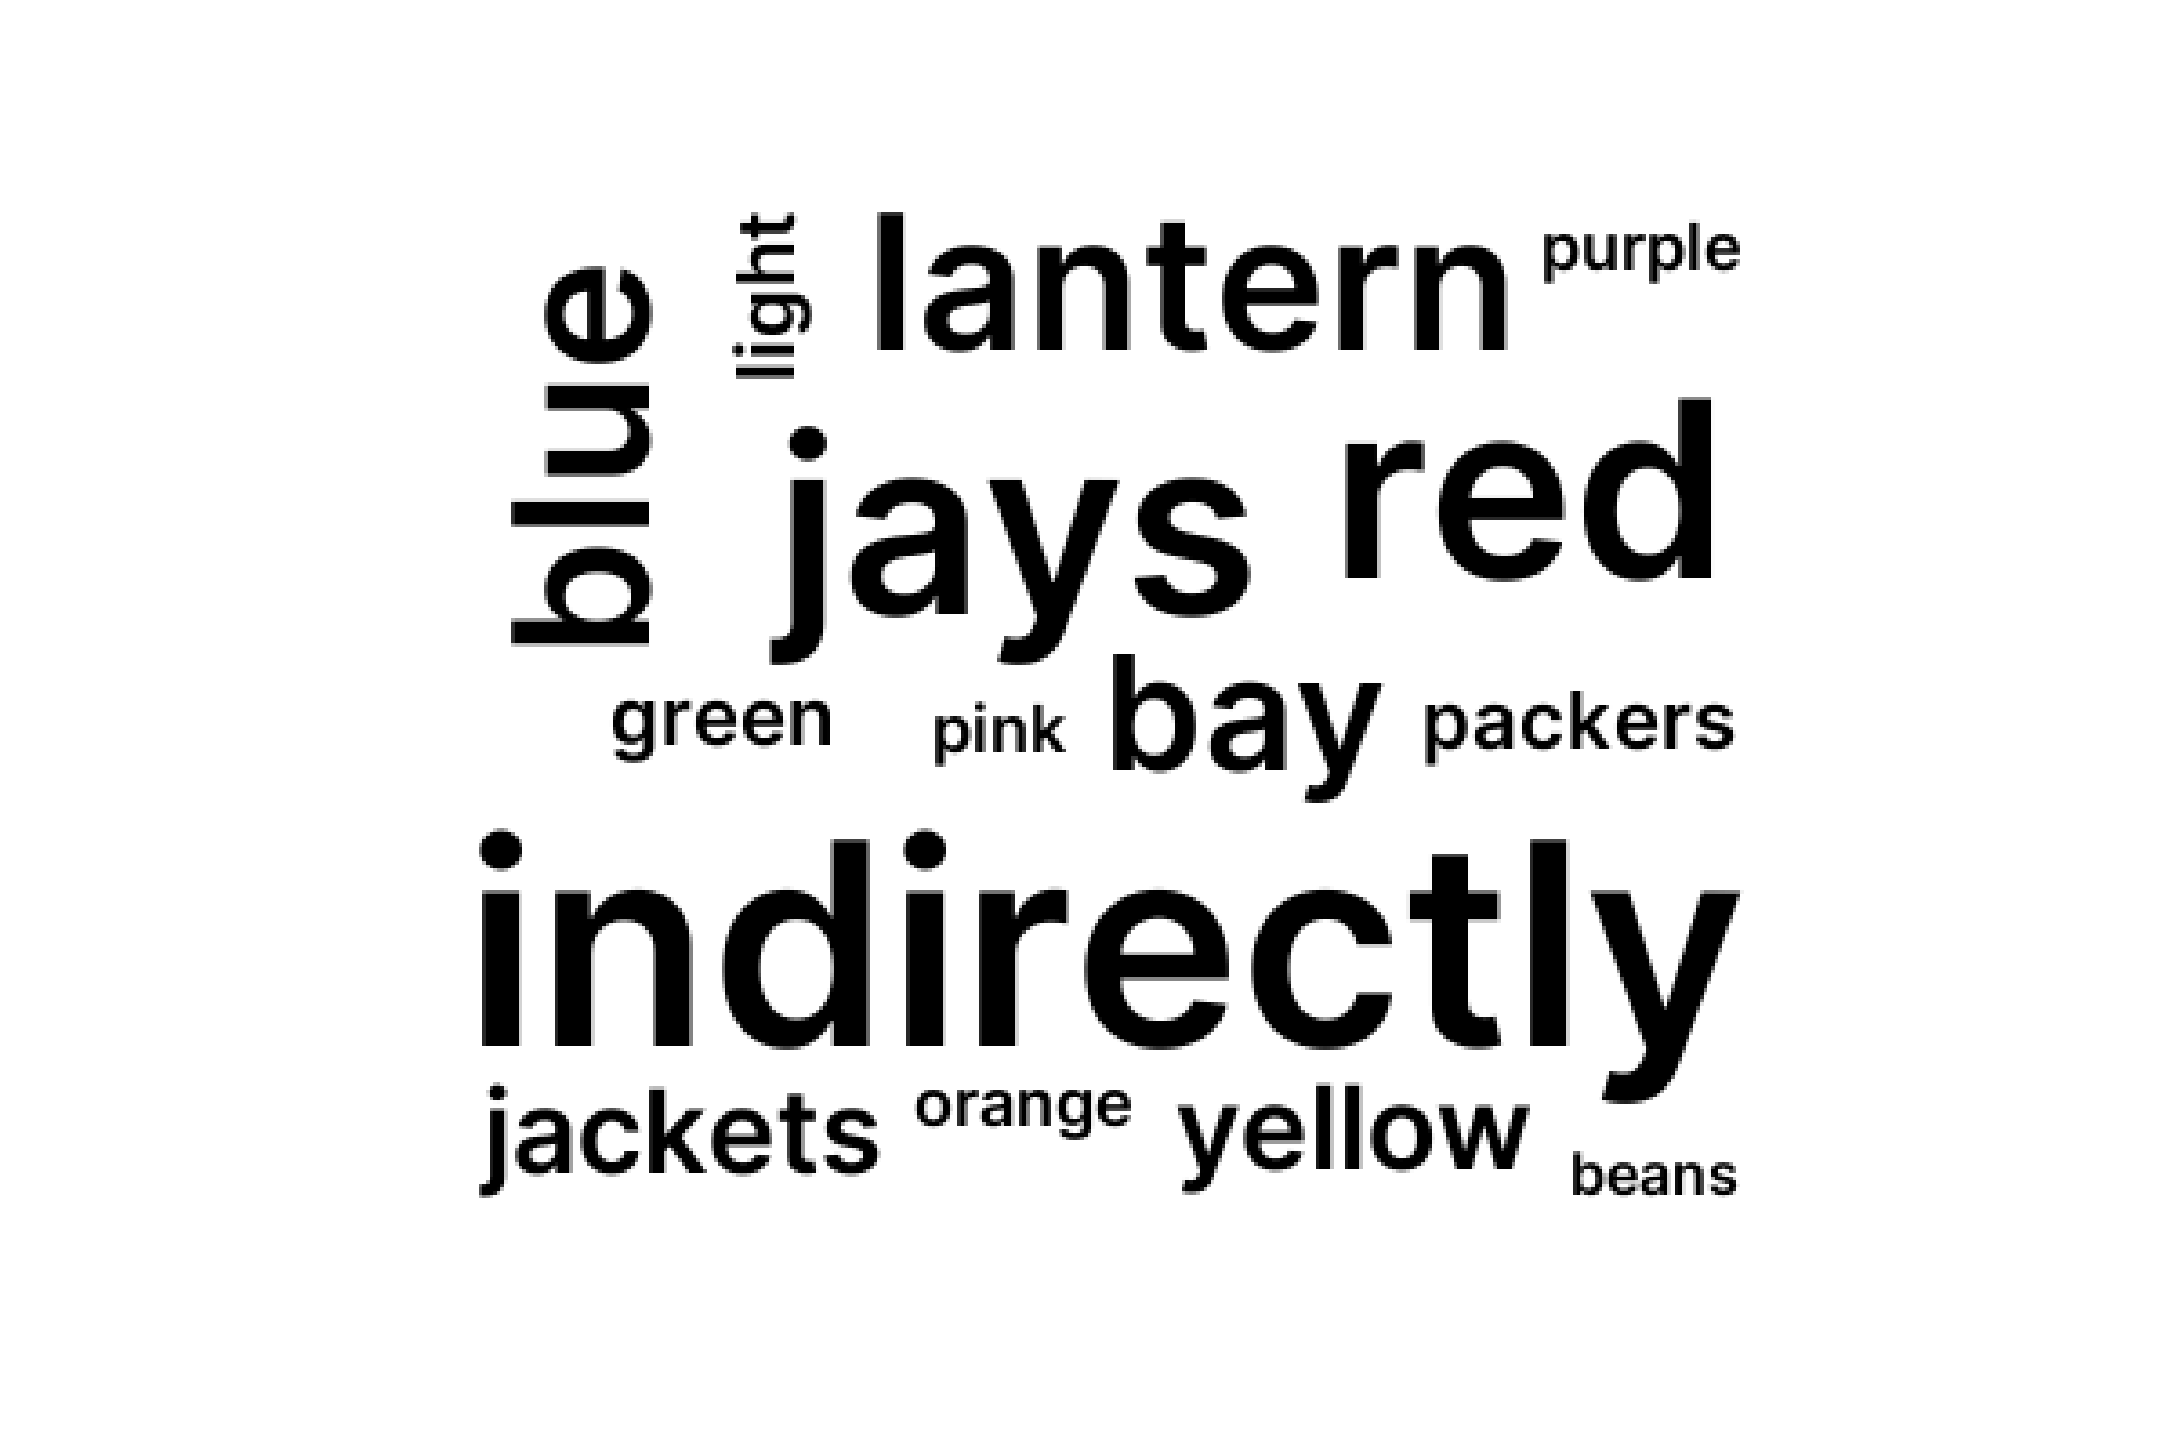 blue
light
lantern purple
jays red
green pink bay packers
indirectly
jackets orange yellow
beans